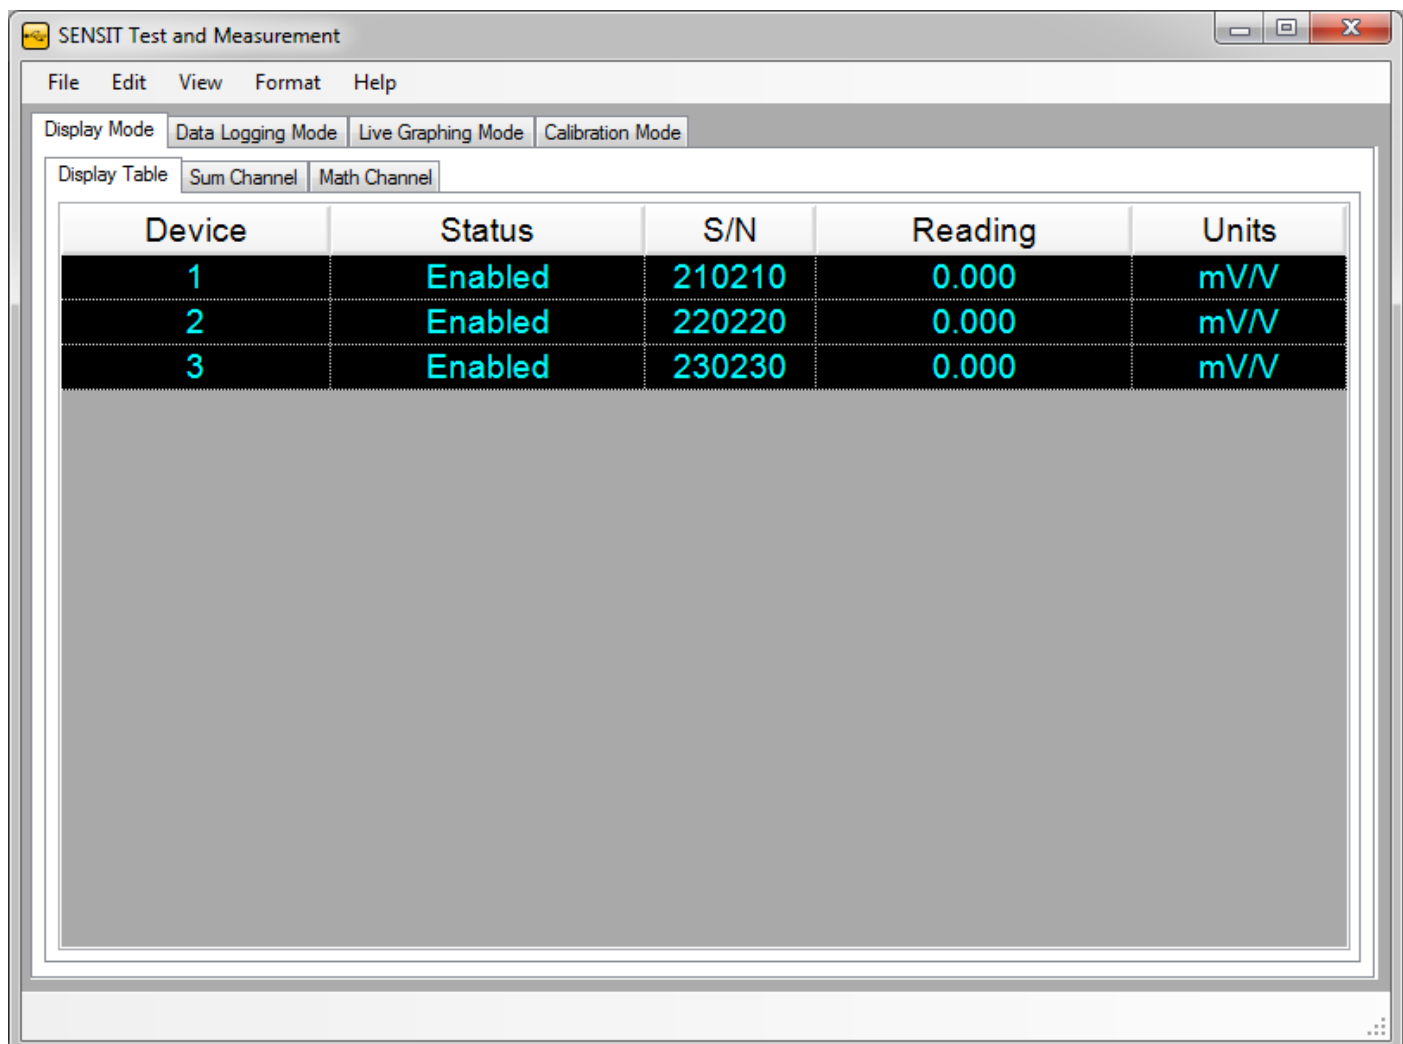 SENSIT Test and Measurement
File Edit View Format Help
Display Mode Data Logging Mode Live Graphing Mode Calibration Mode
Display Table Sum Channel Math Channel
Device Status S/N Reading Units
1 Enabled 210210 0.000 mV/V
2 Enabled 220220 0.000 mV/V
3 Enabled 230230 0.000 mV/V